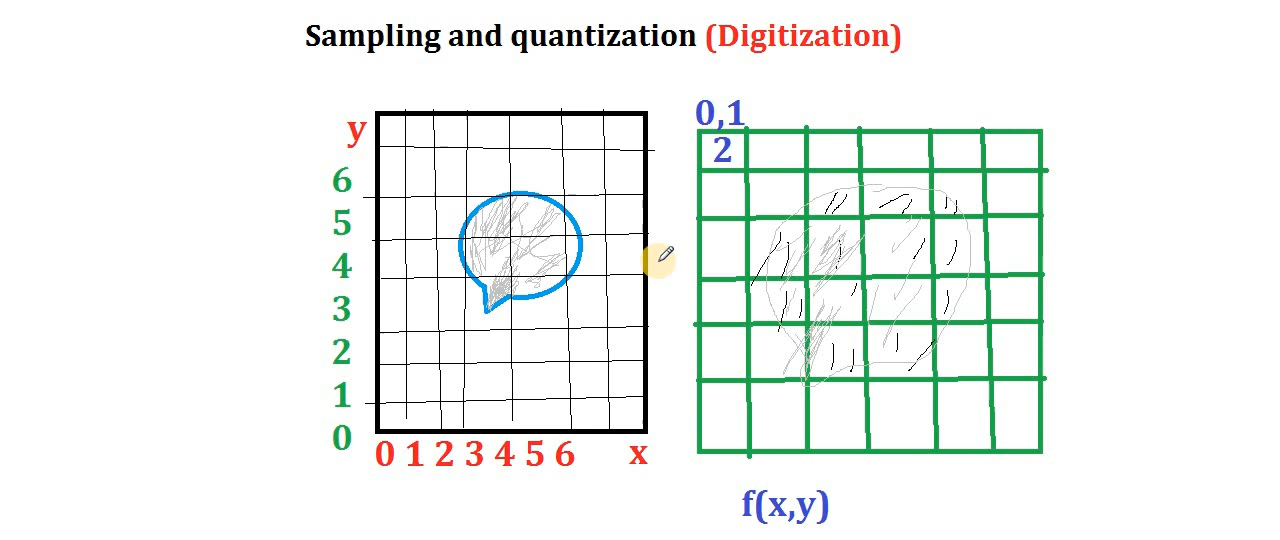 Sampling and quantization (Digitization)
y
6
5
4
3
2
1
0
0 1 2 3 4 5 6 x
0,1
2
f(x,y)